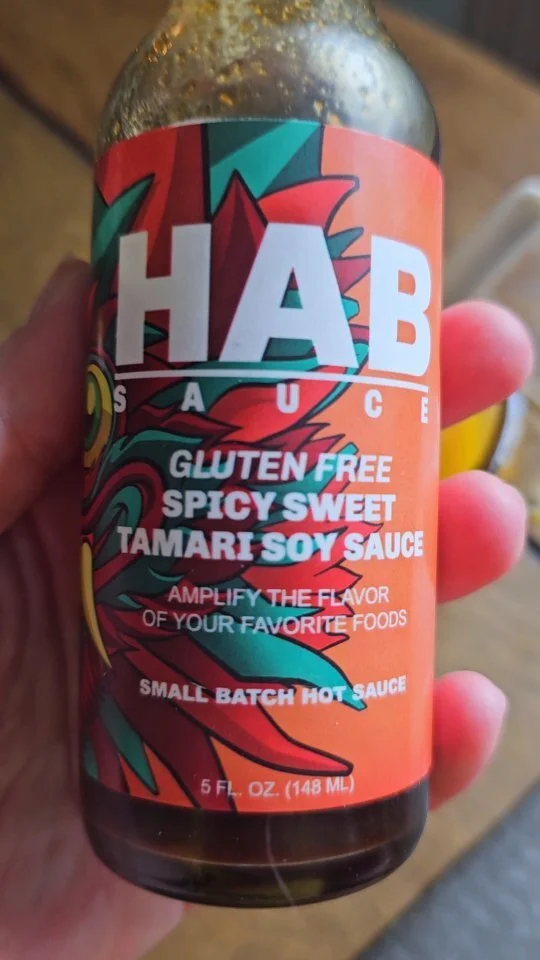 HAB
SAUCE
GLUTEN FREE
SPICY SWEET
TAMARI SOY SAUCE
AMPLIFY THE FLAVOR
OF YOUR FAVORITE FOODS
SMALL BATCH HOT SAUCE
5 FL. OZ. (148 ML)